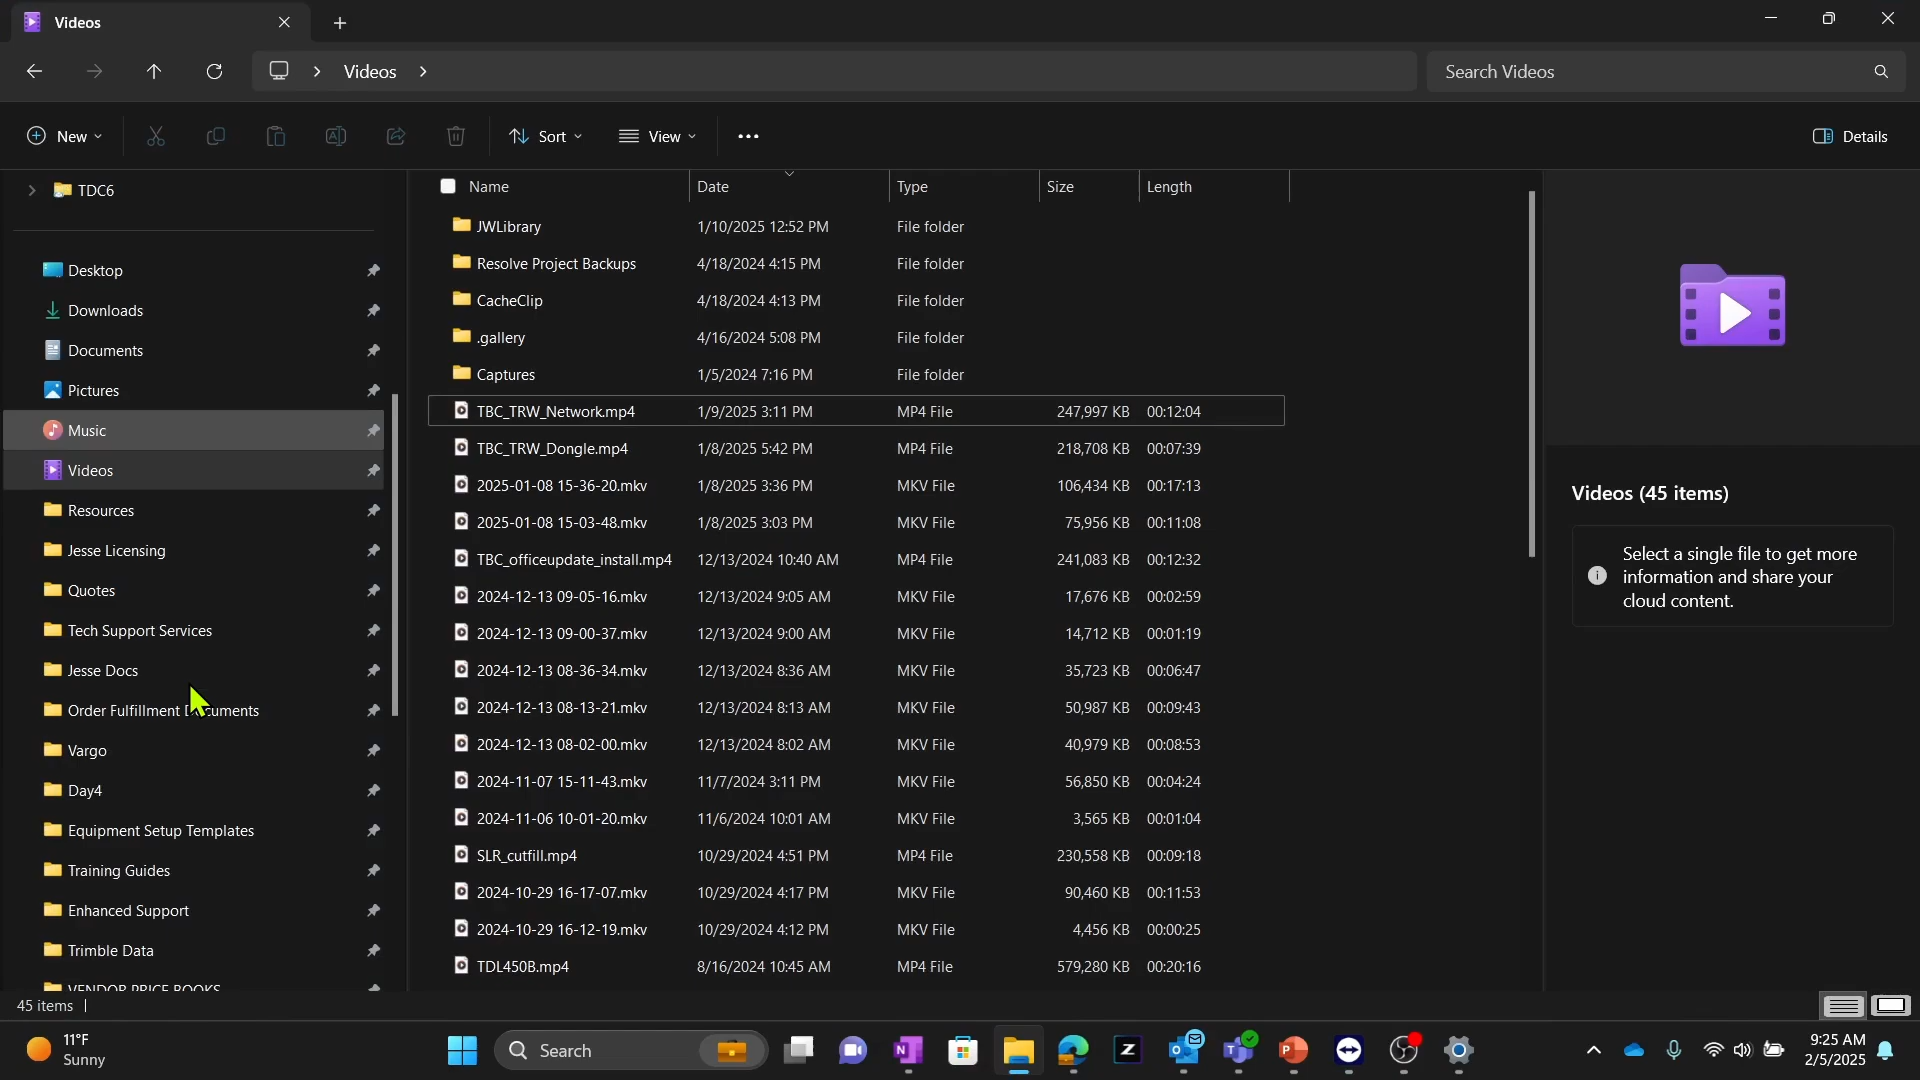 Videos
Videos
Search Videos
New
Sort
View
Details
TDC6
Desktop
Downloads
Documents
Pictures
Music
Videos
Resources
Jesse Licensing
Quotes
Tech Support Services
Jesse Docs
Order Fulfillment
Vargo
Day4
Equipment Setup Templates
Training Guides
Enhanced Support
Trimble Data
VENDOR PRICE BOOKS
Name Date Type Size Length
JWLibrary 1/10/2025 12:52 PM File folder
Resolve Project Backups 4/18/2024 4:15 PM File folder
CacheClip 4/18/2024 4:13 PM File folder
.gallery 4/16/2024 5:08 PM File folder
Captures 1/5/2024 7:16 PM File folder
TBC_TRW_Network.mp4 1/9/2025 3:11 PM MP4 File 247,997 KB 00:12:04
TBC_TRW_Dongle.mp4 1/8/2025 5:42 PM MP4 File 218,708 KB 00:07:39
2025-01-08 15-36-20.mkv 1/8/2025 3:36 PM MKV File 106,434 KB 00:17:13
2025-01-08 15-03-48.mkv 1/8/2025 3:03 PM MKV File 75,956 KB 00:11:08
TBC_officeupdate_install.mp4 12/13/2024 10:40 AM MP4 File 241,083 KB 00:12:32
2024-12-13 09-05-16.mkv 12/13/2024 9:05 AM MKV File 17,676 KB 00:02:59
2024-12-13 09-00-37.mkv 12/13/2024 9:00 AM MKV File 14,712 KB 00:01:19
2024-12-13 08-36-34.mkv 12/13/2024 8:36 AM MKV File 35,723 KB 00:06:47
2024-12-13 08-13-21.mkv 12/13/2024 8:13 AM MKV File 50,987 KB 00:09:43
2024-12-13 08-02-00.mkv 12/13/2024 8:02 AM MKV File 40,979 KB 00:08:53
2024-11-07 15-11-43.mkv 11/7/2024 3:11 PM MKV File 56,850 KB 00:04:24
2024-11-06 10-01-20.mkv 11/6/2024 10:01 AM MKV File 3,565 KB 00:01:04
SLR_cutfill.mp4 10/29/2024 4:51 PM MP4 File 230,558 KB 00:09:18
2024-10-29 16-17-07.mkv 10/29/2024 4:17 PM MKV File 90,460 KB 00:11:53
2024-10-29 16-12-19.mkv 10/29/2024 4:12 PM MKV File 4,456 KB 00:00:25
TDL450B.mp4 8/16/2024 10:45 AM MP4 File 579,280 KB 00:20:16
Videos (45 items)
Select a single file to get more
information and share your
cloud content.
45 items
11°F
Sunny
Search
9:25 AM
2/5/2025